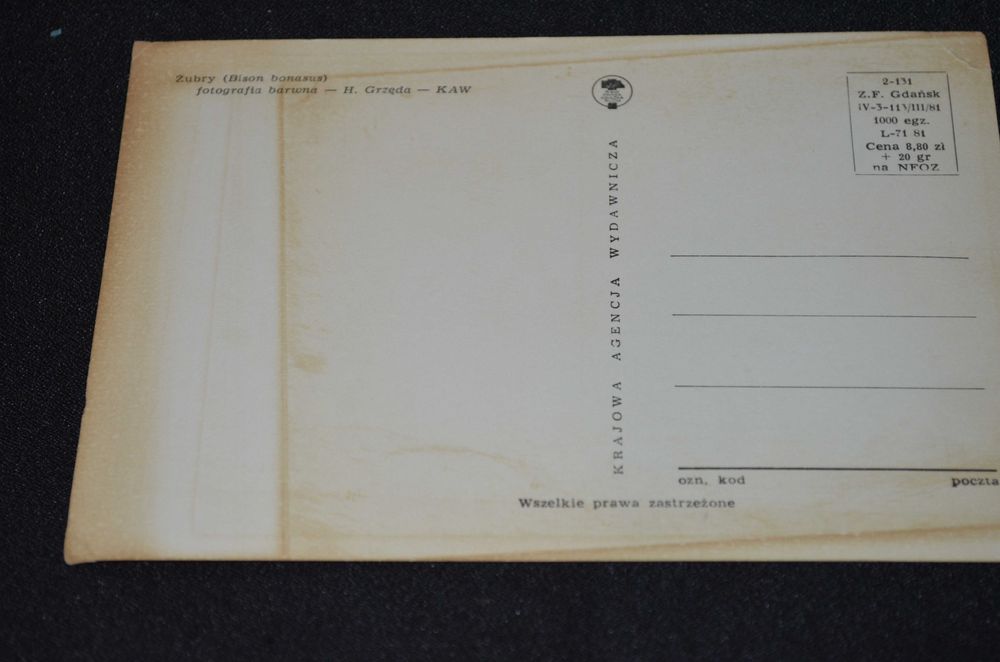 Żubry (Bison bonasus)
fotografia barwna — H. Grzęda — KAW
KRAJOWA AGENCJA WYDAWNICZA
2-131
Z.F. Gdańsk
IV-3-113/III/81
1000 egz.
L-71 81
Cena 8,80 zł
+ 20 gr
na NFOZ
ozn. kod
poczta
Wszelkie prawa zastrzeżone